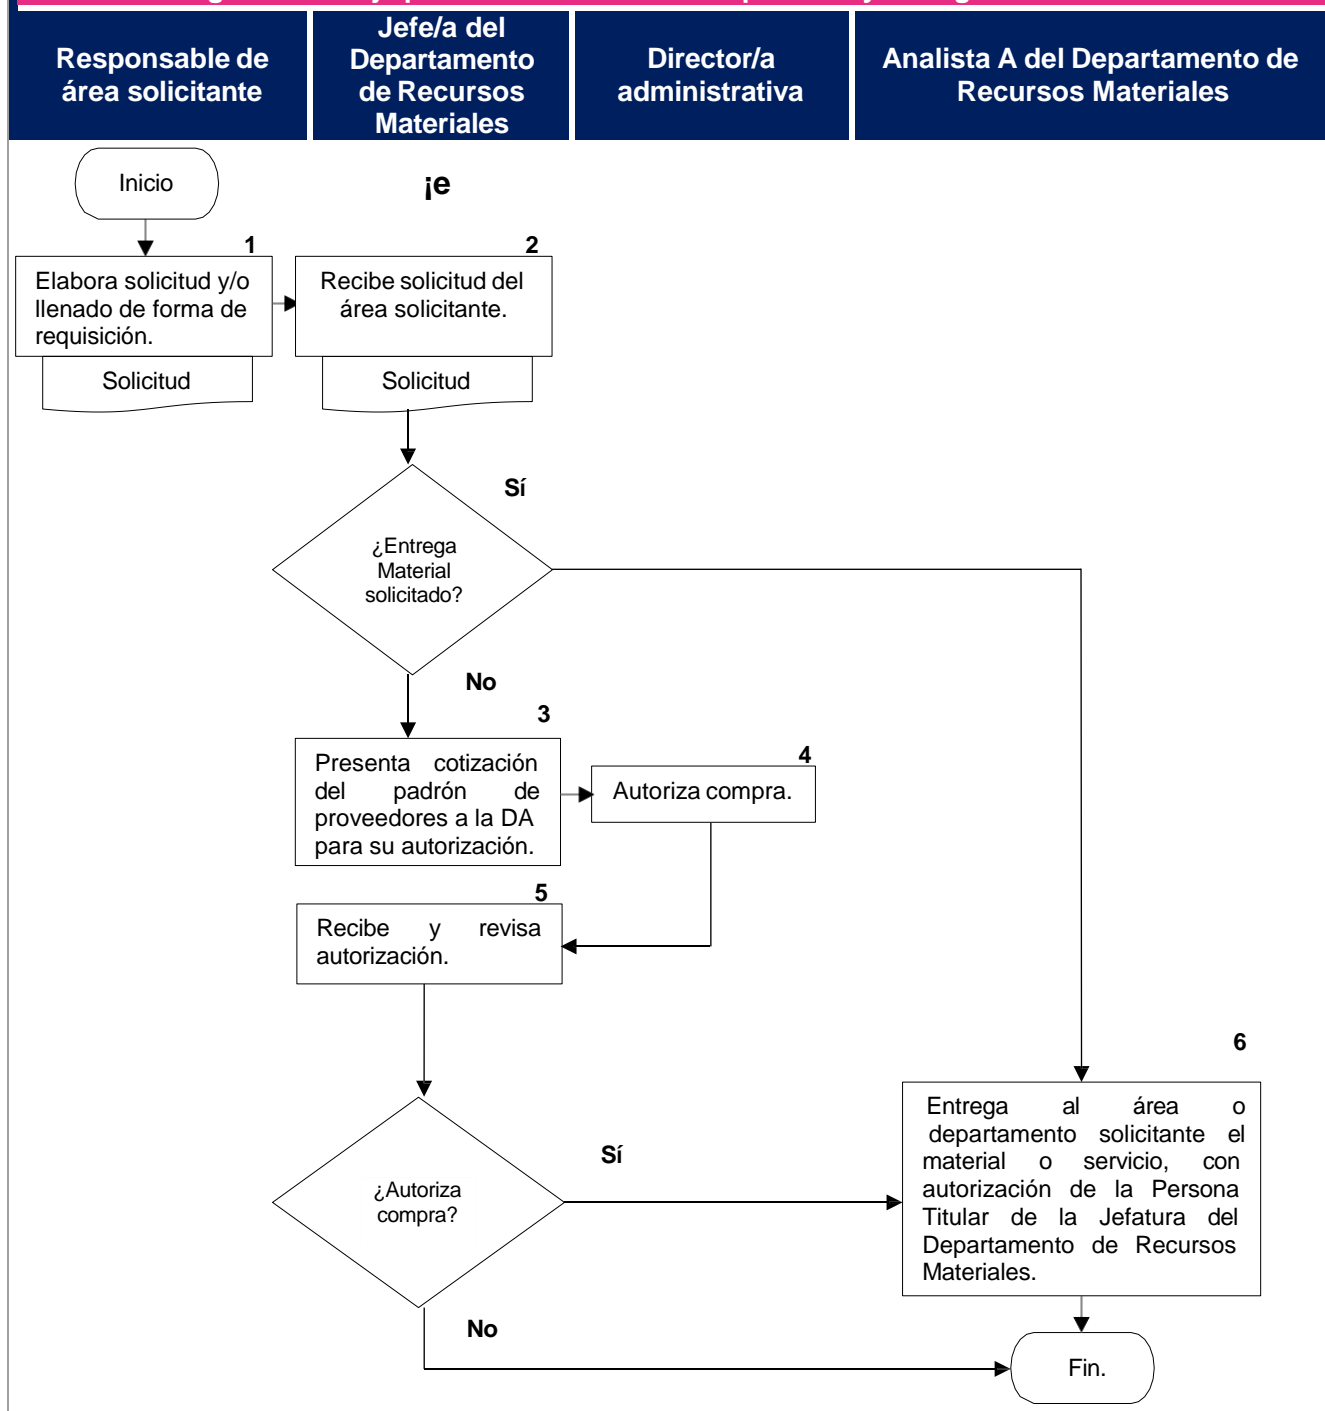 Responsable de
área solicitante
Jefe/a del
Departamento
de Recursos
Materiales
Director/a
administrativa
Analista A del Departamento de
Recursos Materiales
Inicio
¡e
1
Elabora solicitud y/o
llenado de forma de
requisición.
Solicitud
2
Recibe solicitud del
área solicitante.
Solicitud
Sí
¿Entrega
Material
solicitado?
No
3
Presenta cotización
del padrón de
proveedores a la DA
para su autorización.
4
Autoriza compra.
5
Recibe y revisa
autorización.
6
Entrega al área o
departamento solicitante el
material o servicio, con
autorización de la Persona
Titular de la Jefatura del
Departamento de Recursos
Materiales.
Sí
¿Autoriza
compra?
No
Fin.